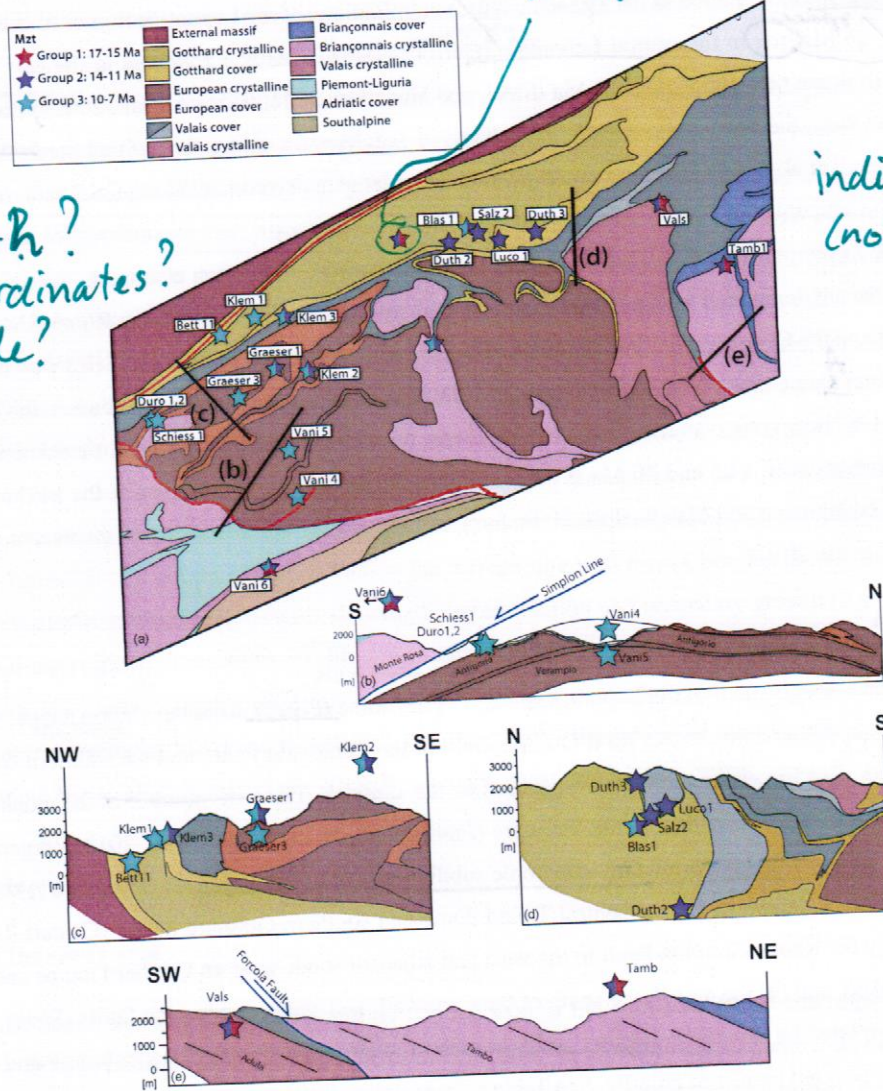 Mzt
Group 1: 17-15 Ma
Group 2: 14-11 Ma
Group 3: 10-7 Ma
External massif
Gotthard crystalline
Gotthard cover
European crystalline
European cover
Valais cover
Valais crystalline
Briançonnais cover
Briançonnais crystalline
Valais crystalline
Piemont-Liguria
Adriatic cover
Southalpine
indi
(no
rdinates?
Blas 1
Salz 2
Duth 3
Vals
Duth 2
Luco 1
(d)
Tamb1
Klem 1
Klem 3
Bett 11
Graeser 1
Graeser 3
Klem 2
(e)
Duro 1,2
(c)
Schiess 1
Vani 5
(b)
Vani 4
Vani 6
(a)
Vani6
S
Simplon Line
N
Schiess1
Duro1,2
Vani4
2000
0
[m]
Monte Rosa
Antigorio
Verampio
Vani5
(b)
NW
SE
Klem2
3000
2000
1000
0
[m]
Klem1
Klem3
Graeser1
Graeser3
Bett11
(c)
N
S
3000
2000
1000
0
[m]
Duth3
Luco1
Salz2
Blas1
Duth2
(d)
SW
NE
Forcola Fault
Vals
Tamb
2000
1000
0
[m]
Adula
Tambo
(e)